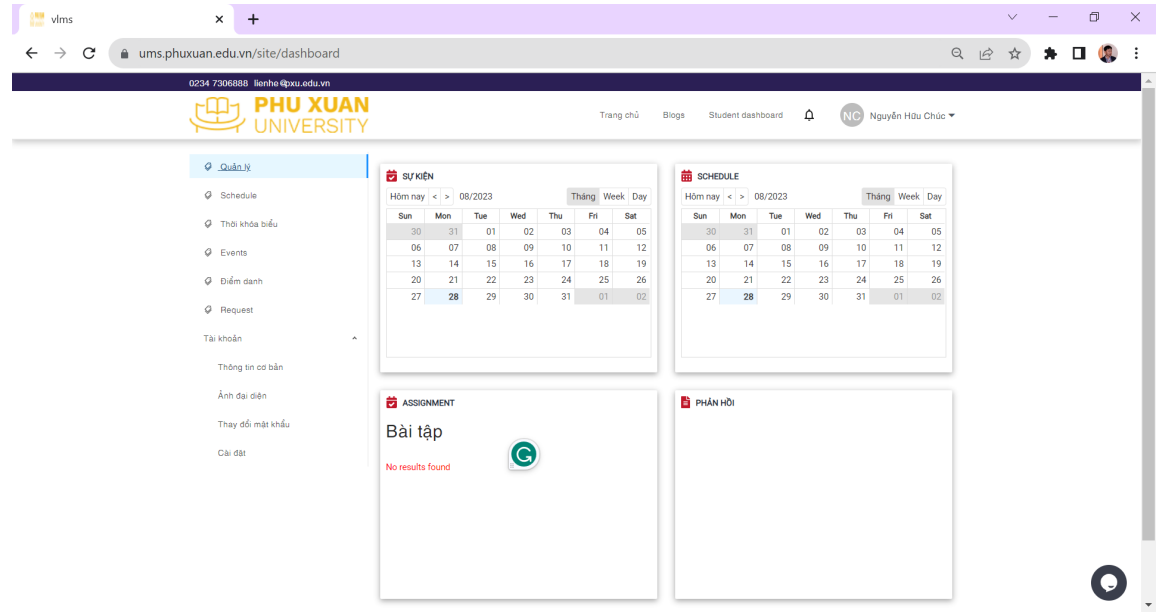 vlms
ums.phuxuan.edu.vn/site/dashboard
0234 7306888 lienhe@pxu.edu.vn
PHU XUAN
UNIVERSITY
Trang chủ Blogs Student dashboard NC Nguyễn Hữu Chúc
Quản lý
Schedule
Thời khóa biểu
Events
Điểm danh
Request
Tài khoản
Thông tin cơ bản
Ảnh đại diện
Thay đổi mật khẩu
Cài đặt
SỰ KIỆN
Hôm nay < > 08/2023 Tháng Week Day
Sun Mon Tue Wed Thu Fri Sat
30 31 01 02 03 04 05
06 07 08 09 10 11 12
13 14 15 16 17 18 19
20 21 22 23 24 25 26
27 28 29 30 31 01 02
SCHEDULE
Hôm nay < > 08/2023 Tháng Week Day
Sun Mon Tue Wed Thu Fri Sat
30 31 01 02 03 04 05
06 07 08 09 10 11 12
13 14 15 16 17 18 19
20 21 22 23 24 25 26
27 28 29 30 31 01 02
ASSIGNMENT
Bài tập
No results found
PHẢN HỒI